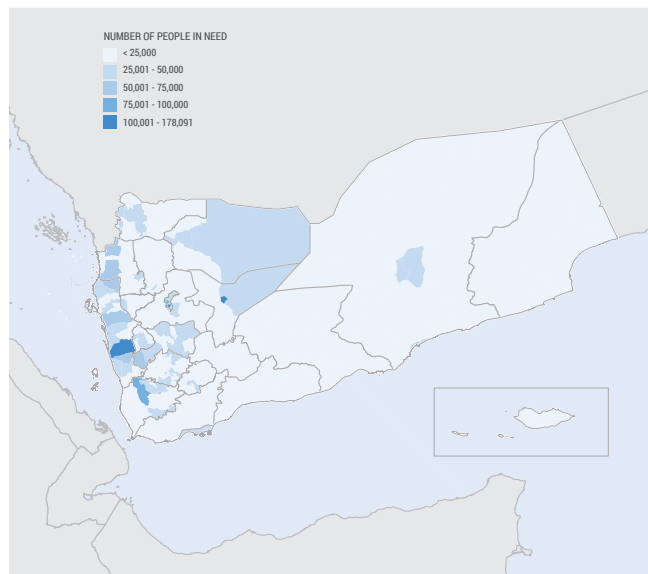 NUMBER OF PEOPLE IN NEED
< 25,000
25,001 - 50,000
50,001 - 75,000
75,001 - 100,000
100,001 - 178,091